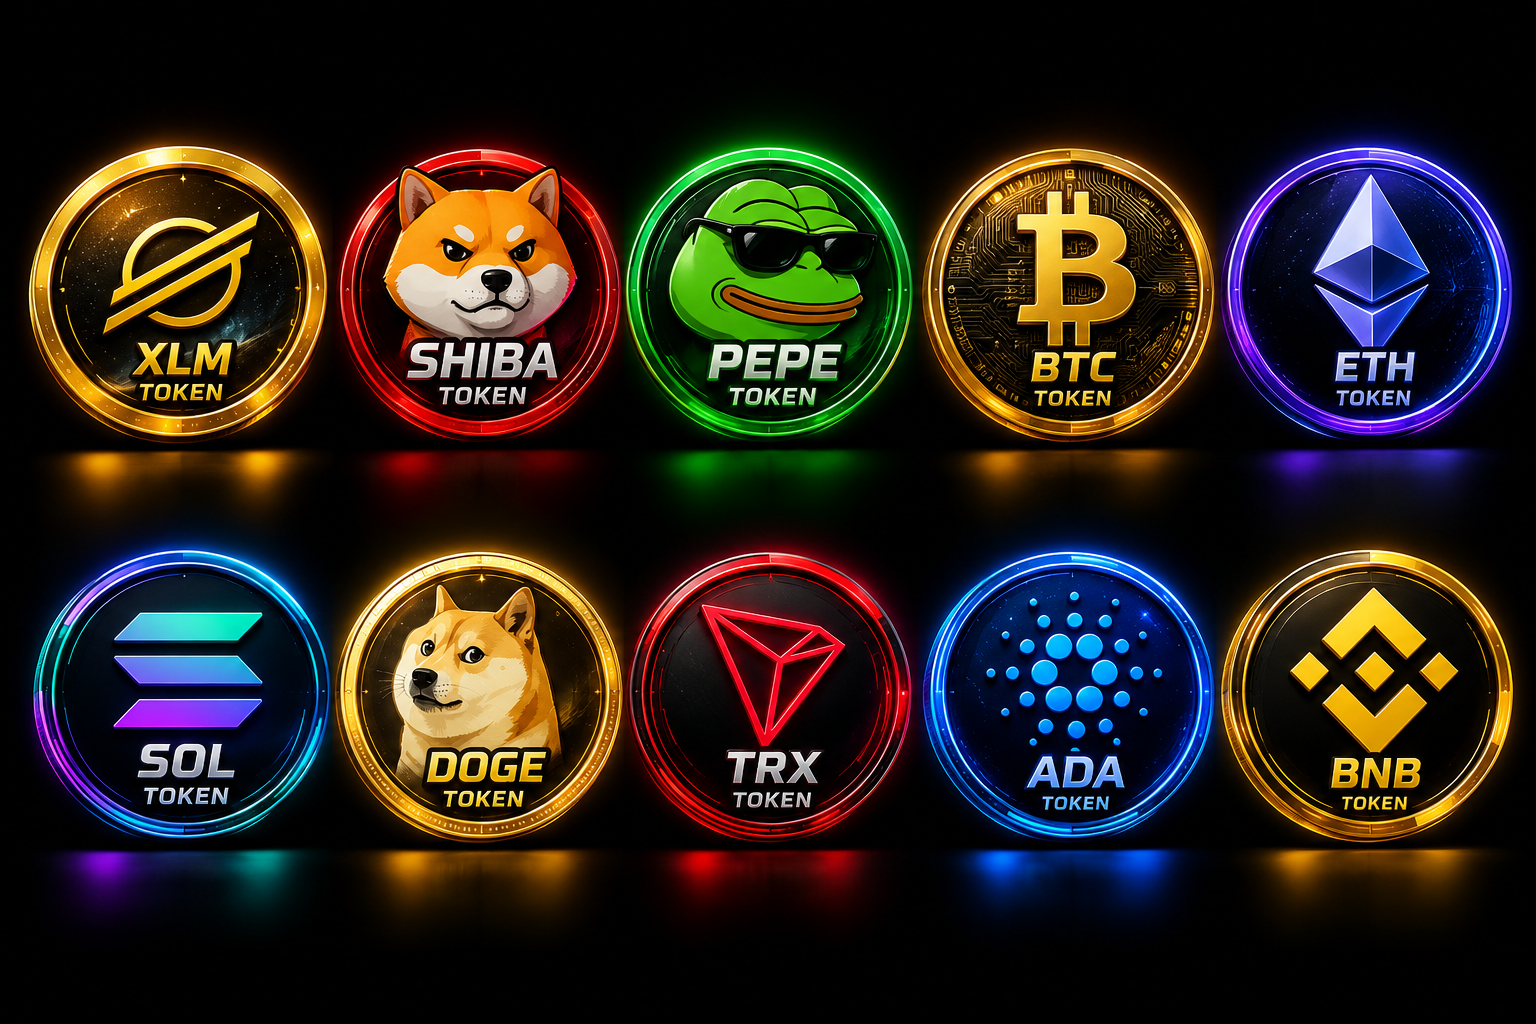 XLM
TOKEN
SHIBA
TOKEN
PEPE
TOKEN
BTC
TOKEN
ETH
TOKEN
SOL
TOKEN
DOGE
TOKEN
TRX
TOKEN
ADA
TOKEN
BNB
TOKEN